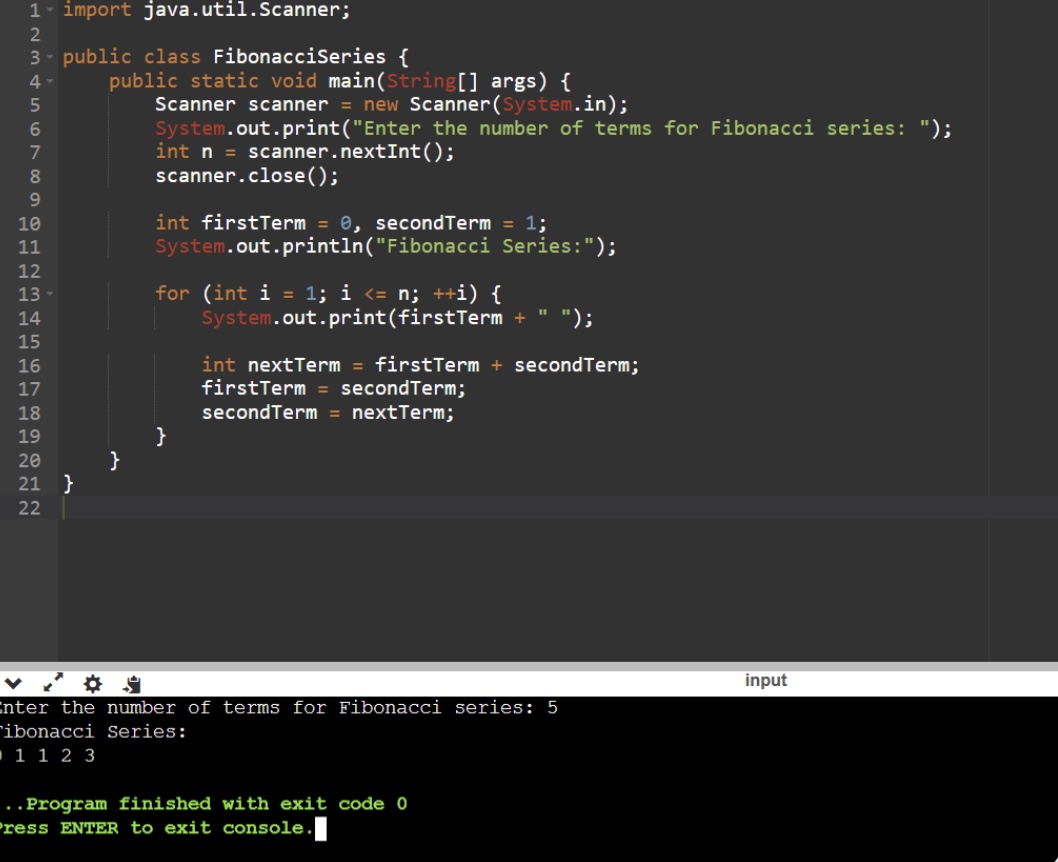 1 import java.util.Scanner;
2
3 public class FibonacciSeries {
4     public static void main(String[] args) {
5         Scanner scanner = new Scanner(System.in);
6         System.out.print("Enter the number of terms for Fibonacci series: ");
7         int n = scanner.nextInt();
8         scanner.close();
9
10         int firstTerm = 0, secondTerm = 1;
11         System.out.println("Fibonacci Series:");
12
13         for (int i = 1; i <= n; ++i) {
14             System.out.print(firstTerm + " ");
15
16             int nextTerm = firstTerm + secondTerm;
17             firstTerm = secondTerm;
18             secondTerm = nextTerm;
19         }
20     }
21 }
22
input
Enter the number of terms for Fibonacci series: 5
Fibonacci Series:
0 1 1 2 3
...Program finished with exit code 0
Press ENTER to exit console.